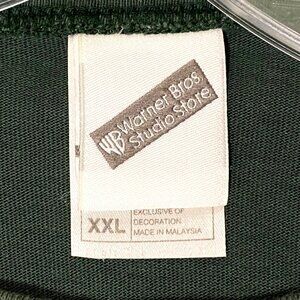 WB Warner Bros
Studio Store
XXL
EXCLUSIVE OF
DECORATION
MADE IN MALAYSIA